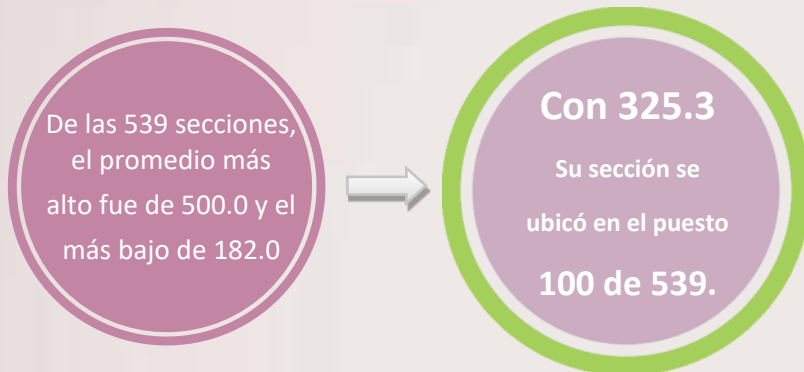 De las 539 secciones,
el promedio más
alto fue de 500.0 y el
más bajo de 182.0
Con 325.3
Su sección se
ubicó en el puesto
100 de 539.